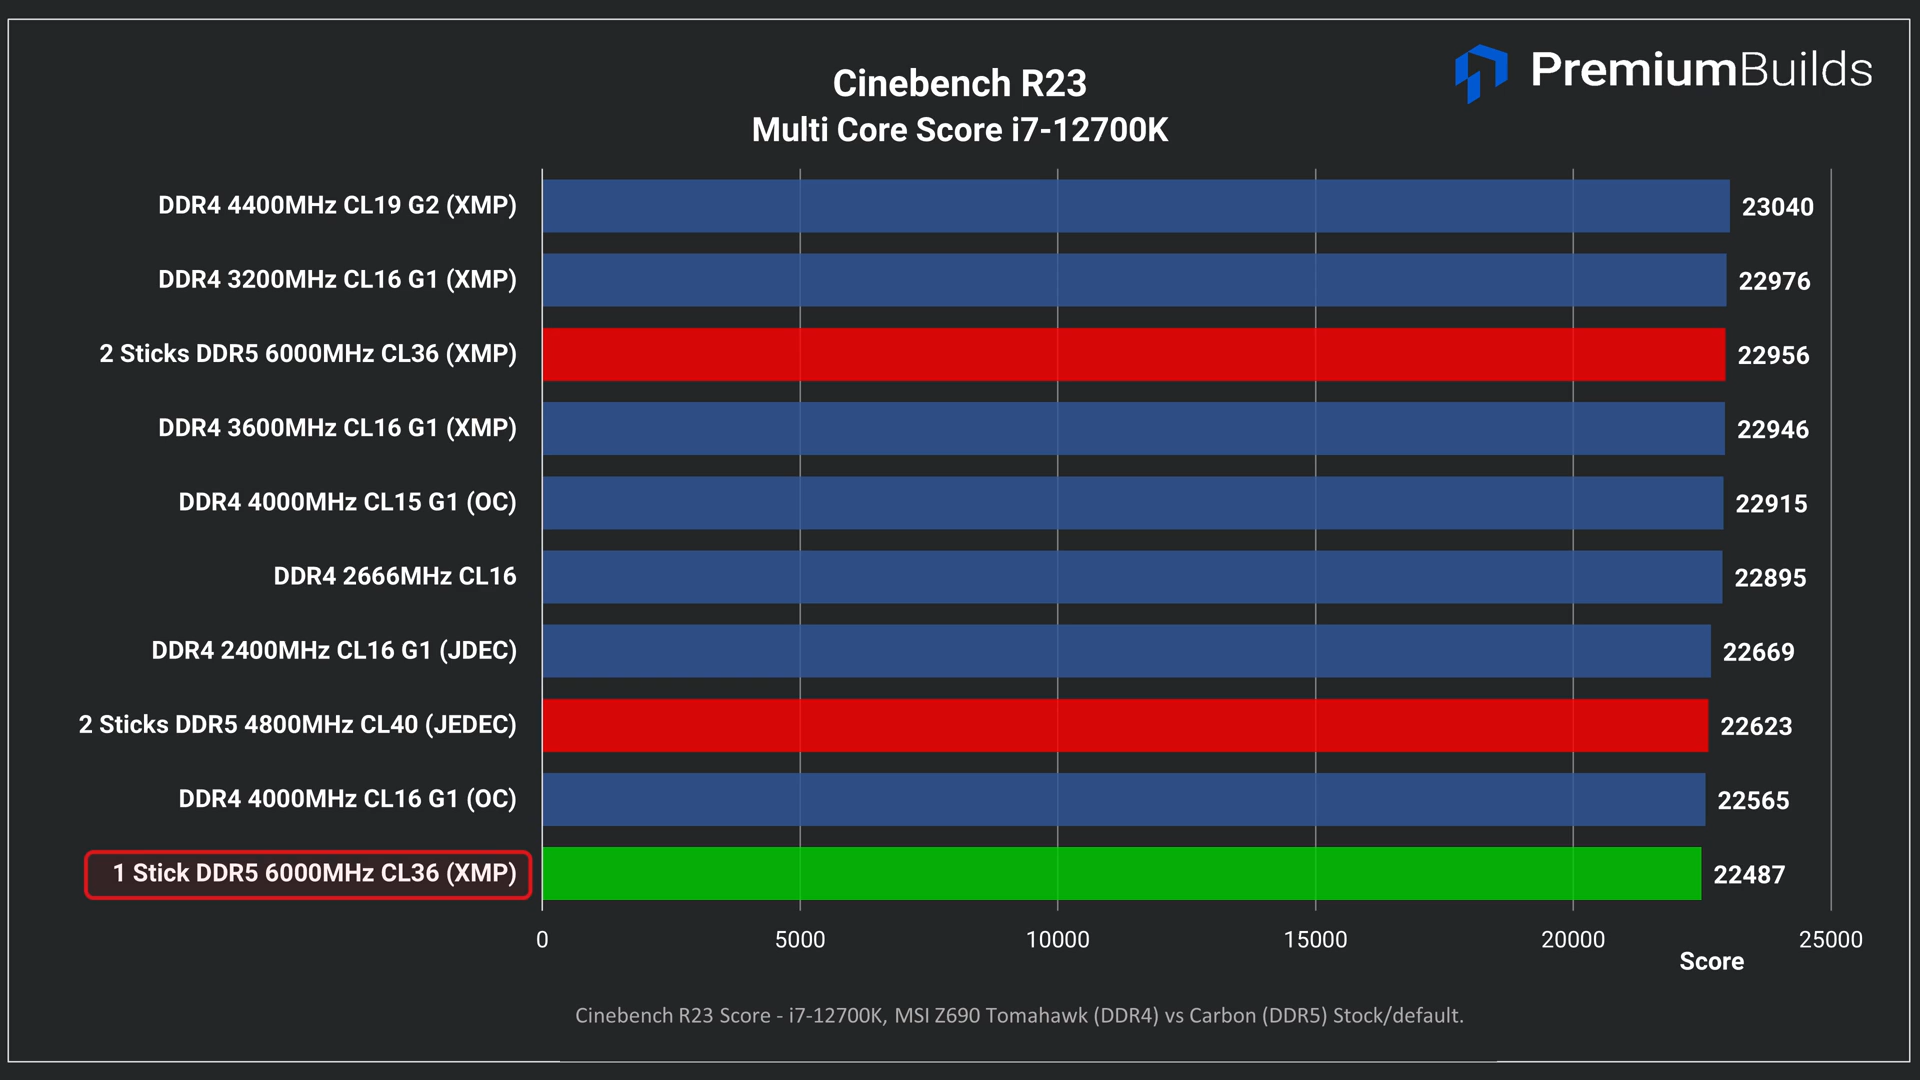 PremiumBuilds
Cinebench R23
Multi Core Score i7-12700K
DDR4 4400MHz CL19 G2 (XMP) 23040
DDR4 3200MHz CL16 G1 (XMP) 22976
2 Sticks DDR5 6000MHz CL36 (XMP) 22956
DDR4 3600MHz CL16 G1 (XMP) 22946
DDR4 4000MHz CL15 G1 (OC) 22915
DDR4 2666MHz CL16 22895
DDR4 2400MHz CL16 G1 (JDEC) 22669
2 Sticks DDR5 4800MHz CL40 (JEDEC) 22623
DDR4 4000MHz CL16 G1 (OC) 22565
1 Stick DDR5 6000MHz CL36 (XMP) 22487
0 5000 10000 15000 20000 25000
Score
Cinebench R23 Score - i7-12700K, MSI Z690 Tomahawk (DDR4) vs Carbon (DDR5) Stock/default.